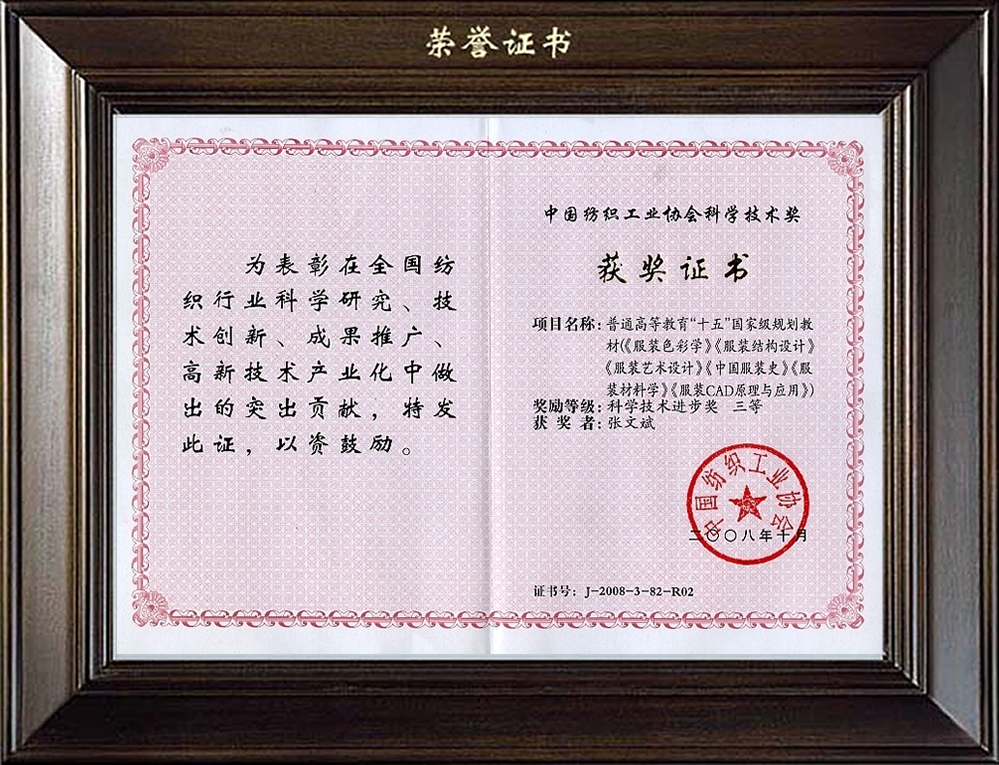 荣誉证书
为表彰在全国纺
织行业科学研究、技
术创新、成果推广、
高新技术产业化中做
出的突出贡献，特发
此证，以资鼓励。
中国纺织工业协会科学技术奖
获奖证书
项目名称：普通高等教育“十五”国家级规划教
材(《服装色彩学》《服装结构设计》
《服装艺术设计》《中国服装史》《服
装材料学》《服装CAD原理与应用》)
奖励等级：科学技术进步奖 三等
获奖者：张文斌
中国纺织工业协会
二〇〇八年十月
证书号：J-2008-3-82-R02